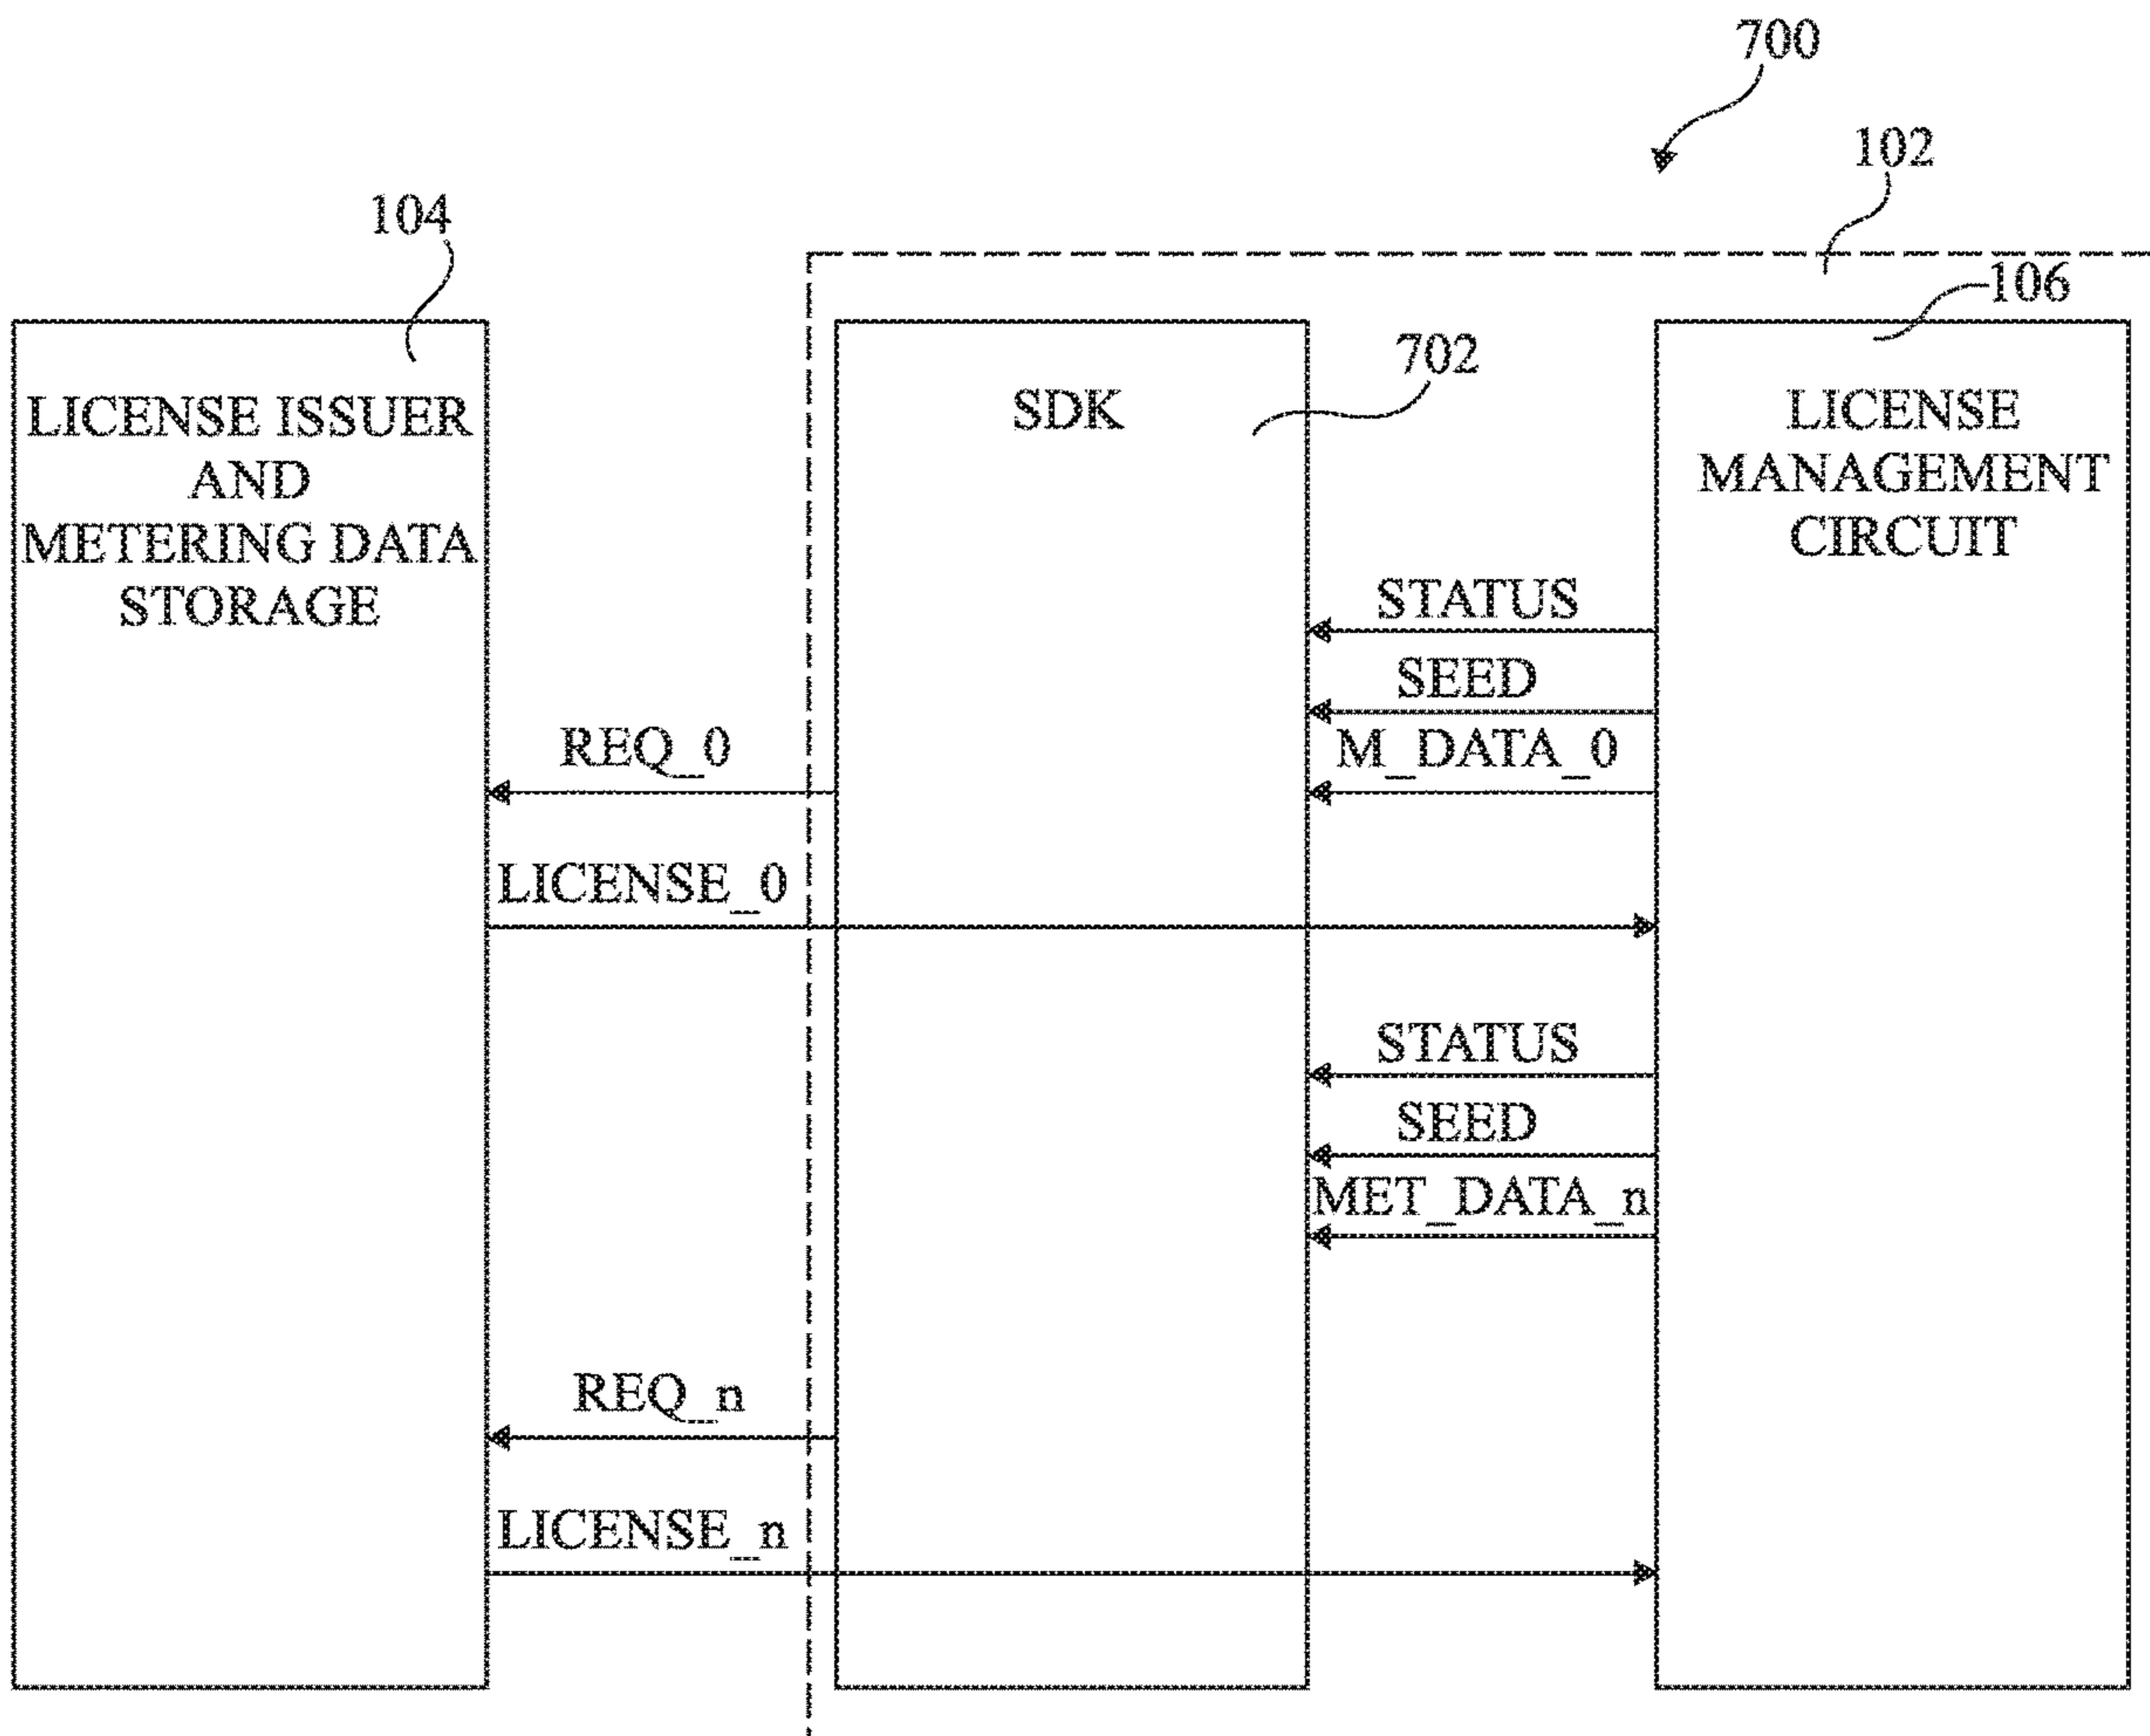 700
102
104
106
702
LICENSE ISSUER
AND
METERING DATA
STORAGE
SDK
LICENSE
MANAGEMENT
CIRCUIT
STATUS
SEED
REQ_0
M_DATA_0
LICENSE_0
STATUS
SEED
MET_DATA_n
REQ_n
LICENSE_n